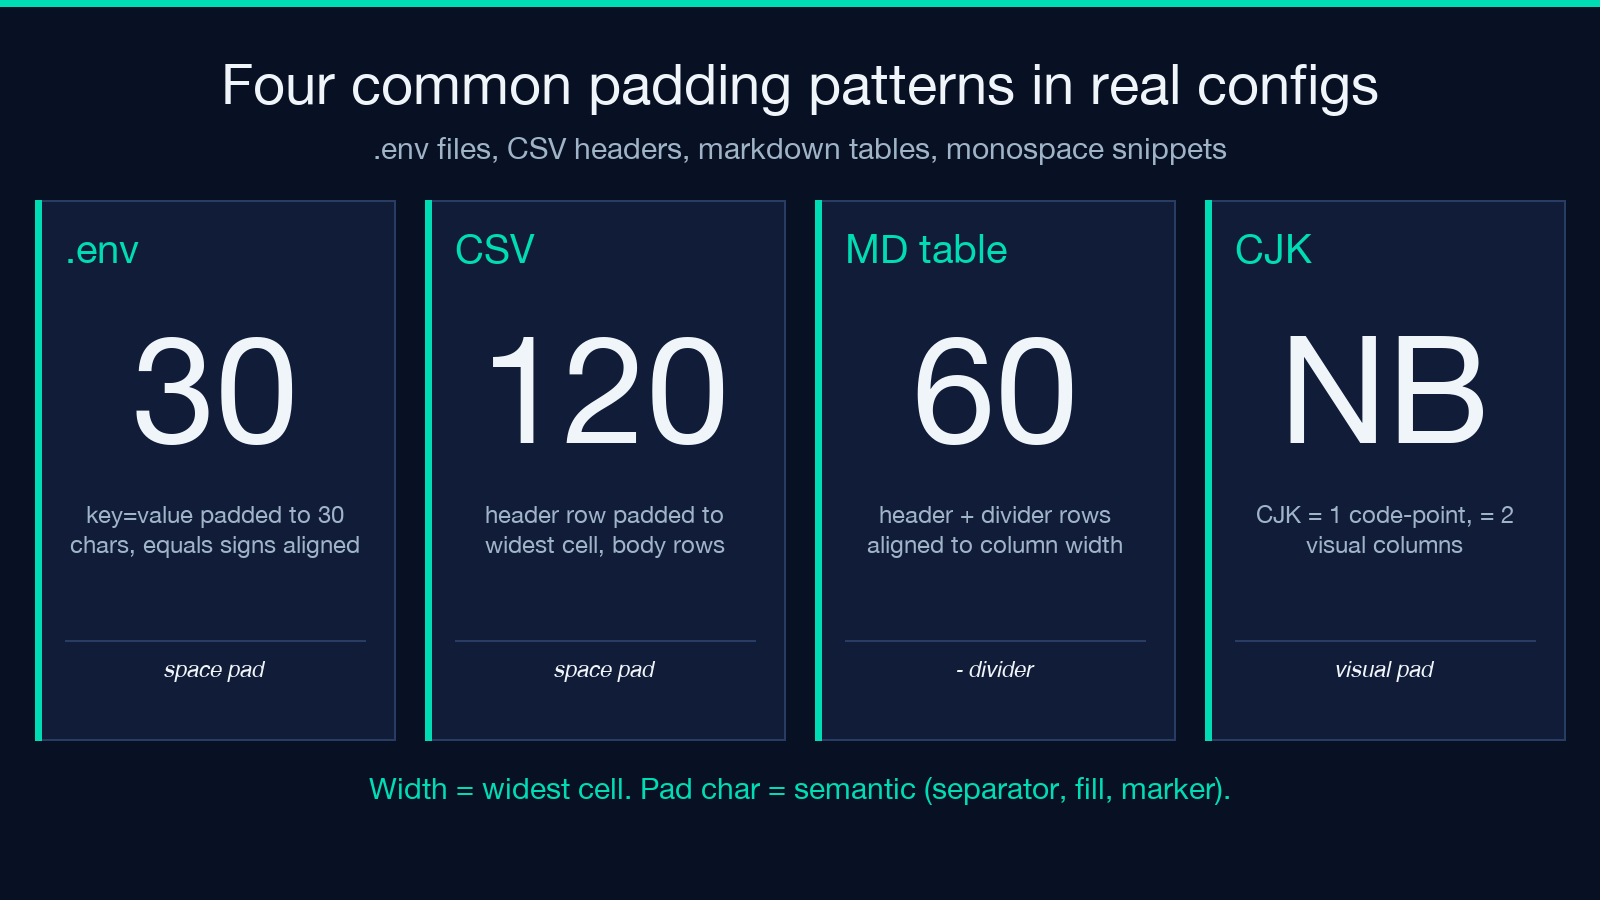 Four common padding patterns in real configs
.env files, CSV headers, markdown tables, monospace snippets
.env
30
key=value padded to 30
chars, equals signs aligned
space pad
CSV
120
header row padded to
widest cell, body rows
space pad
MD table
60
header + divider rows
aligned to column width
- divider
CJK
NB
CJK = 1 code-point, = 2
visual columns
visual pad
Width = widest cell. Pad char = semantic (separator, fill, marker).